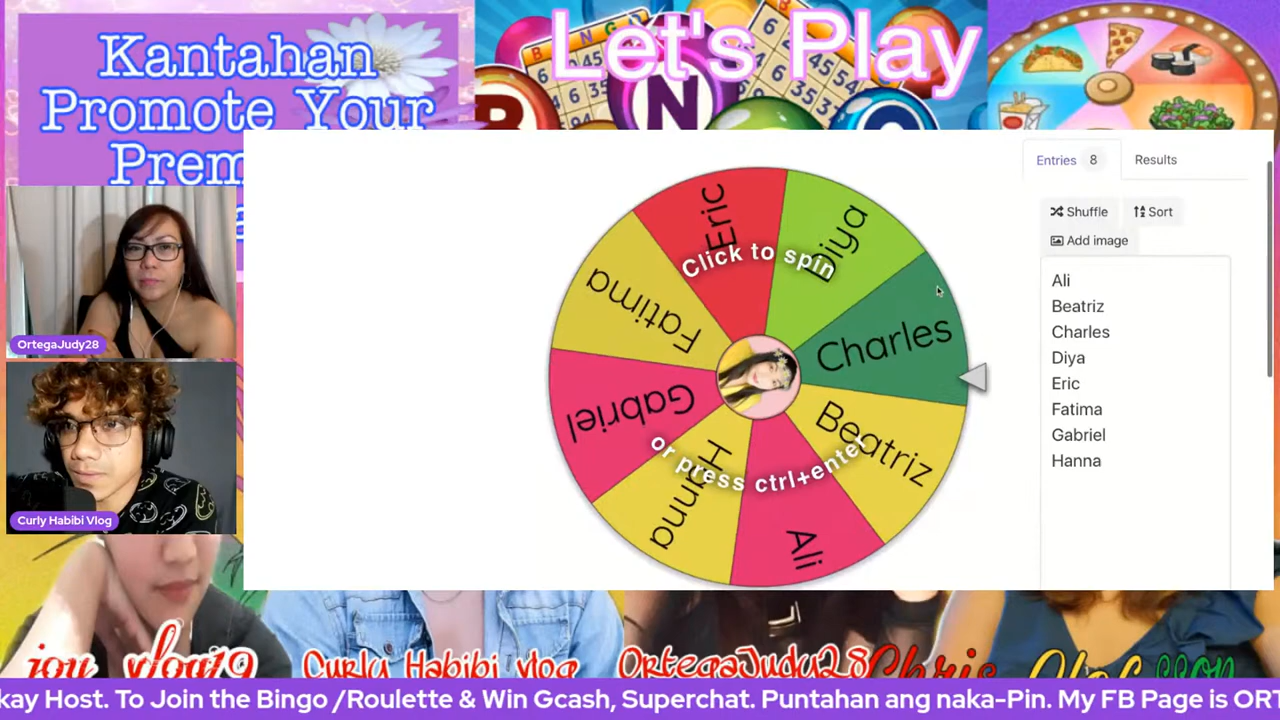 Kantahan
Promote Your
Prem
Let's Play
B I N G
N
Entries 8
Results
Shuffle
Sort
Add image
Ali
Beatriz
Charles
Diya
Eric
Fatima
Gabriel
Hanna
Eric
Diya
Charles
Beatriz
Ali
Hanna
Gabriel
Fatima
Click to spin
or press ctrl+enter
OrtegaJudy28
Curly Habibi Vlog
joy vlog19
Curly Habibi vlog
OrtegaJudy28
Chris
kay Host. To Join the Bingo /Roulette & Win Gcash, Superchat. Puntahan ang naka-Pin. My FB Page is ORT